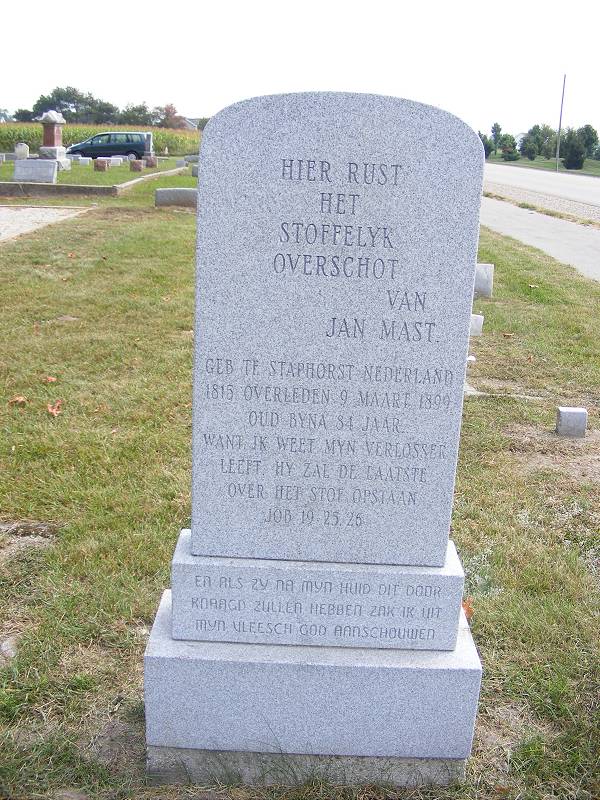 HIER RUST
HET
STOFFELYK
OVERSCHOT
VAN
JAN MAST.
GEB TE STAPHORST NEDERLAND
1815 OVERLEDEN 9 MAART 1899
OUD BYNA 84 JAAR.
WANT JK WEET MYN VERLOSSER
LEEFT, HY ZAL DE LAATSTE
OVER HET STOF OPSTAAN
JOB 19-25.26
EN ALS ZY NA MYN HUID DIT DOOR
KNAAGD ZULLEN HEBBEN ZAK IK UIT
MYN VLEESCH GOD AANSCHOUWEN